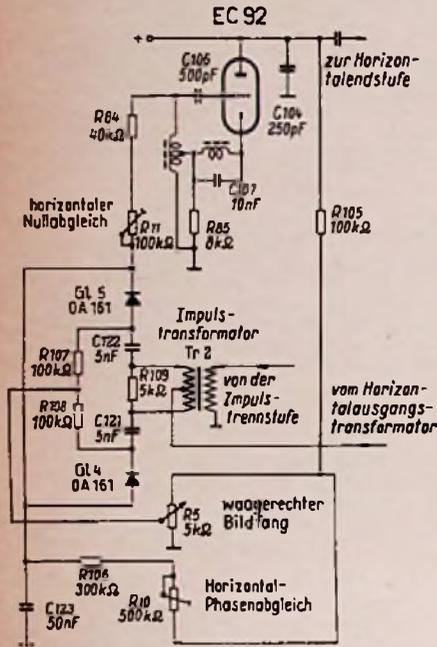 EC 92
+
C106
500pF
zur Horizon-
talendstufe
R84
40kΩ
C104
250pF
C107
10nF
horizontaler
Nullabgleich
R11
100kΩ
R85
8kΩ
R105
100kΩ
GL 5
OA 161
Impuls-
transformator
Tr 2
C122
5nF
R107
100kΩ
R109
5kΩ
von der
Impuls-
trennstufe
R108
100kΩ
C121
5nF
vom Horizon-
talausgangs-
transformator
GL 4
OA 161
R5
5kΩ
waagerechter
Bildfang
R106
300kΩ
Horizontal-
Phasenabgleich
R10
500kΩ
C123
50nF